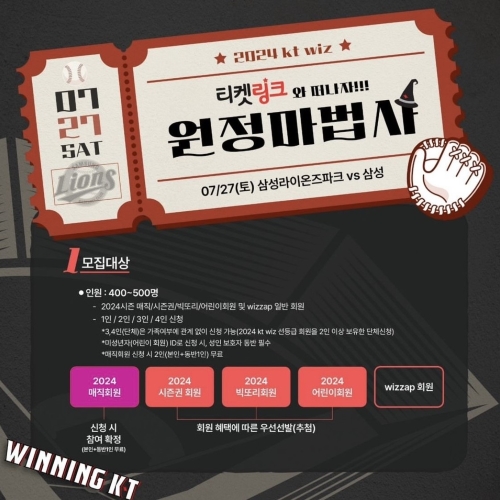 ★ 2024 kt wiz ★
티켓링크와 떠나자!!!
원정마법사
07/27(토) 삼성라이온즈파크 vs 삼성
07
27
SAT
Lions
1 모집대상
● 인원 : 400~500명
- 2024시즌 매직/시즌권/빅또리/어린이회원 및 wizzap 일반 회원
- 1인 / 2인 / 3인 / 4인 신청
*3,4인(단체)은 가족여부에 관계 없이 신청 가능(2024 kt wiz 선등급 회원을 2인 이상 보유한 단체신청)
*미성년자(어린이 회원) ID로 신청 시, 성인 보호자 동반 필수
*매직회원 신청 시 2인(본인+동반1인) 무료
2024
매직회원
2024
시즌권 회원
2024
빅또리회원
2024
어린이회원
wizzap 회원
신청 시
참여 확정
(본인+동반1인 무료)
회원 혜택에 따른 우선선발(추첨)
WINNING KT